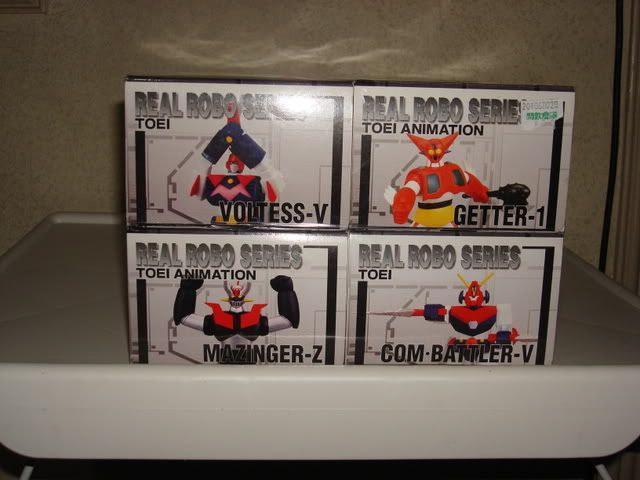 REAL ROBO SERIES
TOEI
VOLTESS-V
REAL ROBO SERIES
TOEI ANIMATION
GETTER-1
REAL ROBO SERIES
TOEI ANIMATION
MAZINGER-Z
REAL ROBO SERIES
TOEI
COM·BATTLER-V